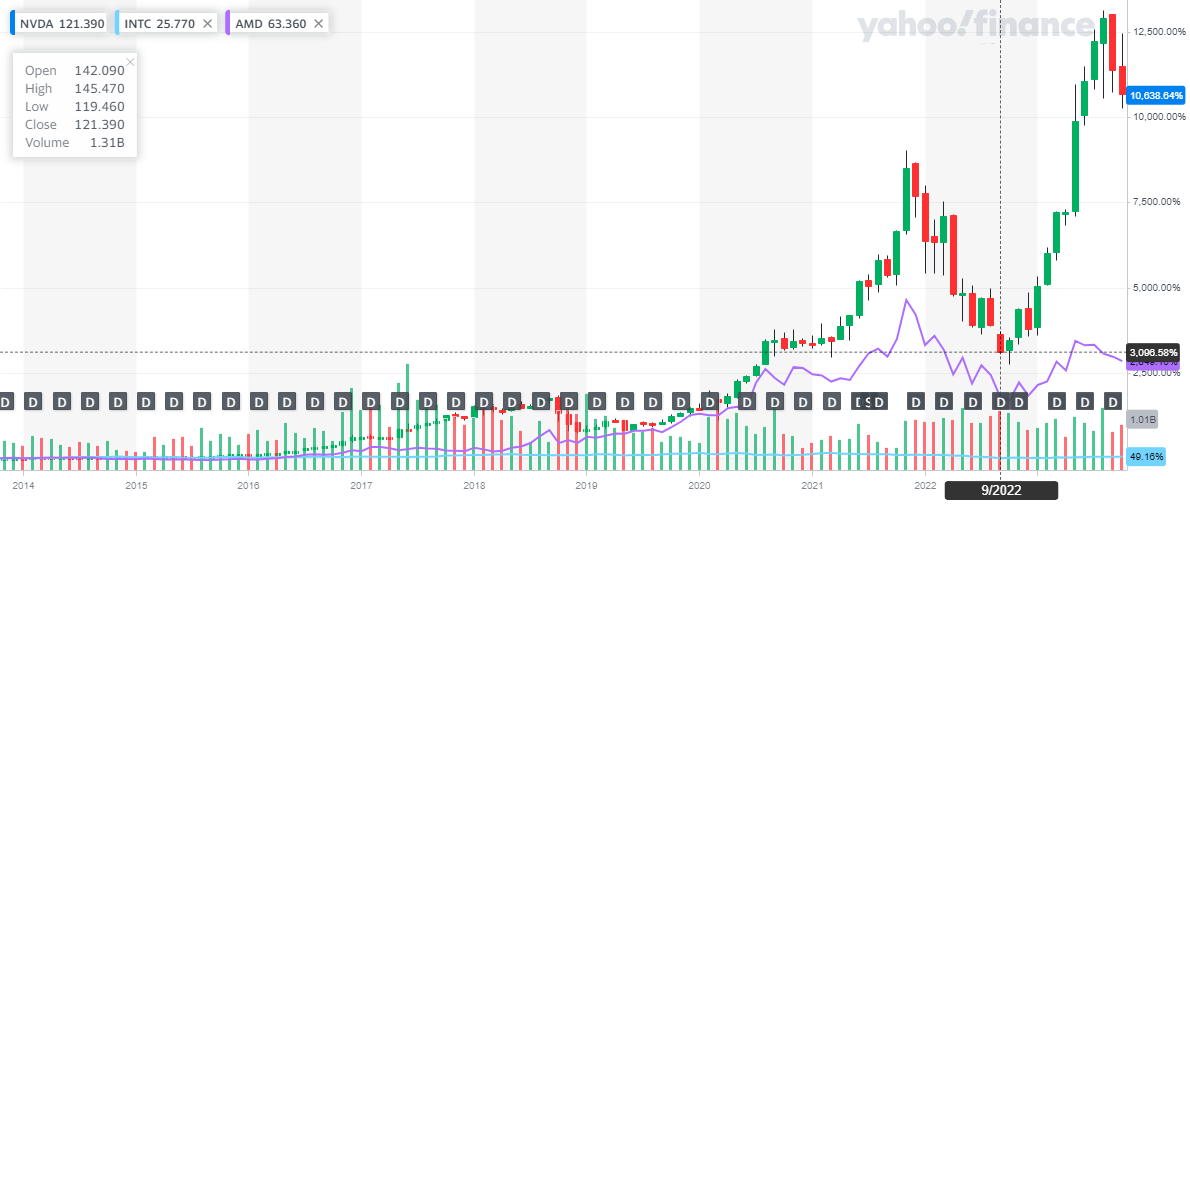 NVDA 121.390 INTC 25.770 AMD 63.360
yahoo!finance
Open 142.090
High 145.470
Low 119.460
Close 121.390
Volume 1.31B
12,500.00%
10,638.64%
10,000.00%
7,500.00%
5,000.00%
3,096.58%
2,500.00%
D D D D D D D D D D D D D D D D D D D D D D D D D D D D D D D S D D D D D D D D D
1.01B
49.16%
2014 2015 2016 2017 2018 2019 2020 2021 2022 9/2022